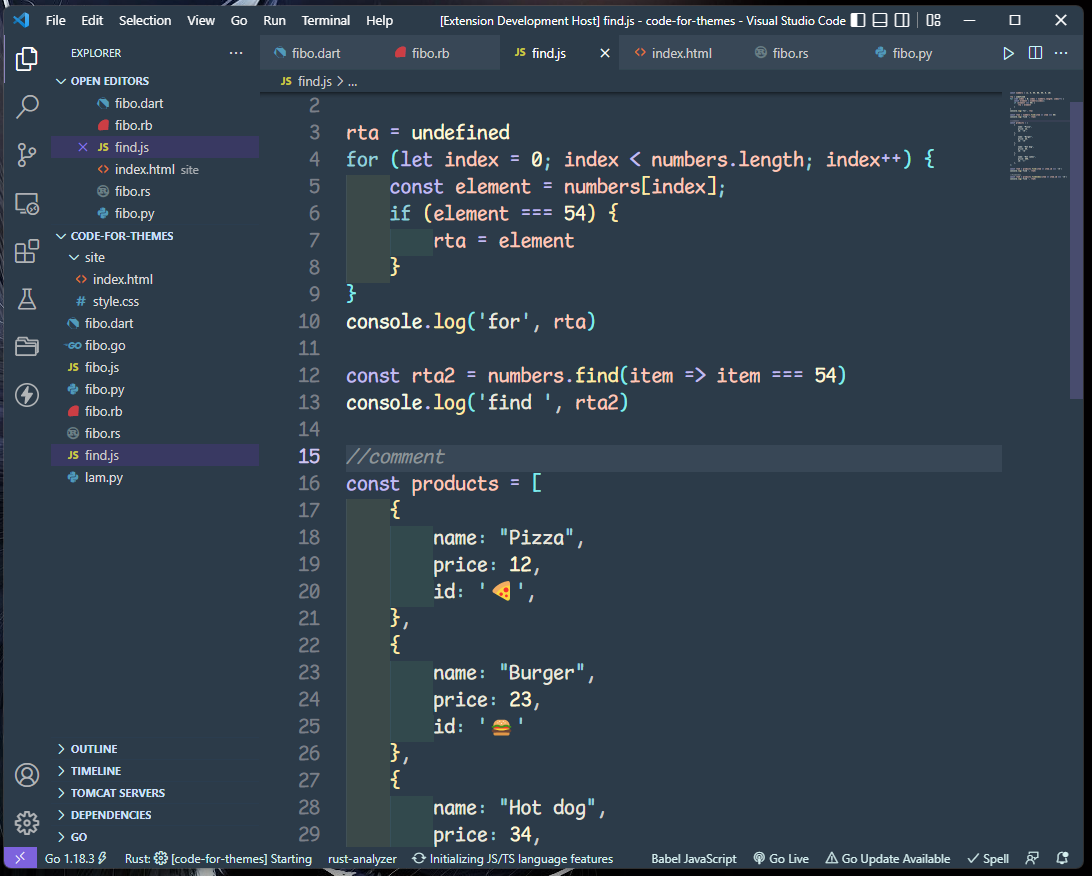 File Edit Selection View Go Run Terminal Help [Extension Development Host] find.js - code-for-themes - Visual Studio Code
EXPLORER
fibo.dart fibo.rb JS find.js index.html fibo.rs fibo.py
OPEN EDITORS
fibo.dart
fibo.rb
JS find.js
index.html site
fibo.rs
fibo.py
CODE-FOR-THEMES
site
index.html
# style.css
fibo.dart
GO fibo.go
JS fibo.js
fibo.py
fibo.rb
fibo.rs
JS find.js
lam.py
OUTLINE
TIMELINE
TOMCAT SERVERS
DEPENDENCIES
GO
JS find.js > ...
2
3 rta = undefined
4 for (let index = 0; index < numbers.length; index++) {
5 const element = numbers[index];
6 if (element === 54) {
7 rta = element
8 }
9 }
10 console.log('for', rta)
11
12 const rta2 = numbers.find(item => item === 54)
13 console.log('find ', rta2)
14
15 //comment
16 const products = [
17 {
18 name: "Pizza",
19 price: 12,
20 id: '🍕',
21 },
22 {
23 name: "Burger",
24 price: 23,
25 id: '🍔'
26 },
27 {
28 name: "Hot dog",
29 price: 34,
Go 1.18.3 Rust: [code-for-themes] Starting rust-analyzer Initializing JS/TS language features Babel JavaScript Go Live Go Update Available Spell